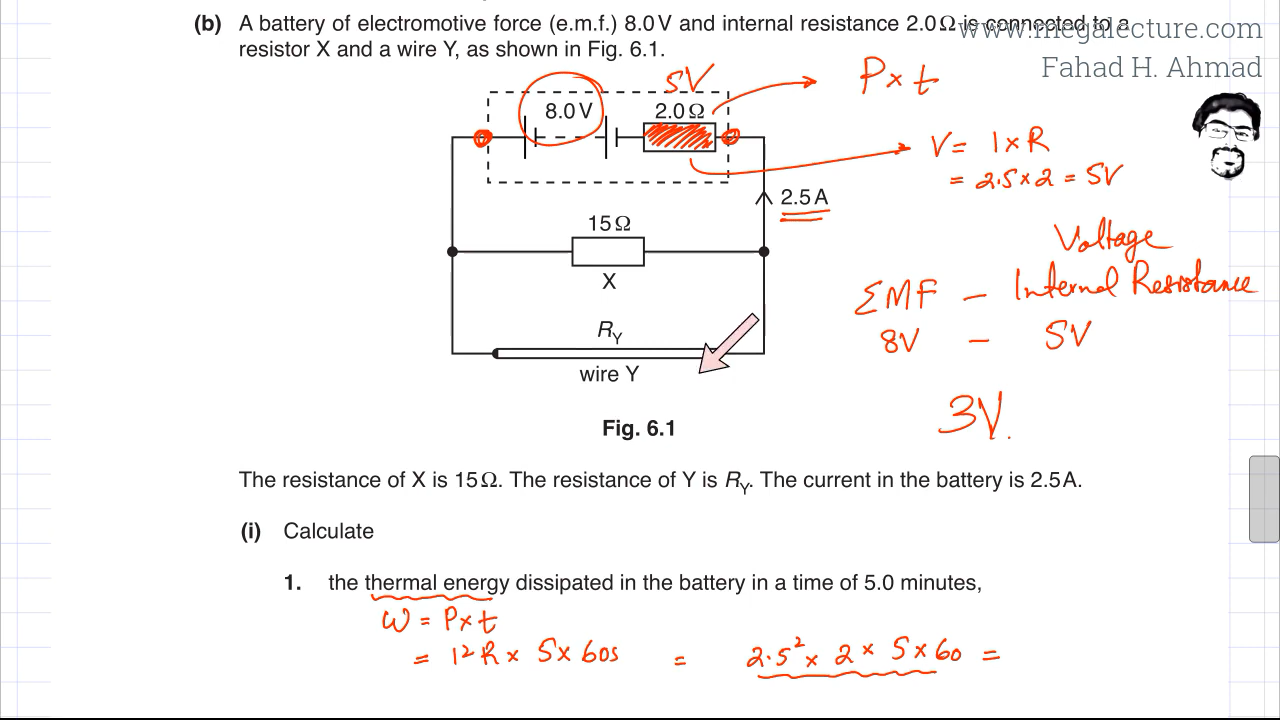 (b) A battery of electromotive force (e.m.f.) 8.0 V and internal resistance 2.0 Ω is connected to a
www.megalecture.com
resistor X and a wire Y, as shown in Fig. 6.1.
Fahad H. Ahmad
5V
P × t
8.0 V
2.0 Ω
V = I × R
= 2.5 × 2 = 5V
2.5 A
15 Ω
X
Voltage
EMF – Internal Resistance
8V – 5V
RY
wire Y
3V.
Fig. 6.1
The resistance of X is 15 Ω. The resistance of Y is RY. The current in the battery is 2.5 A.
(i) Calculate
1. the thermal energy dissipated in the battery in a time of 5.0 minutes,
W = P × t
= I²R × 5 × 60s = 2.5² × 2 × 5 × 60 =